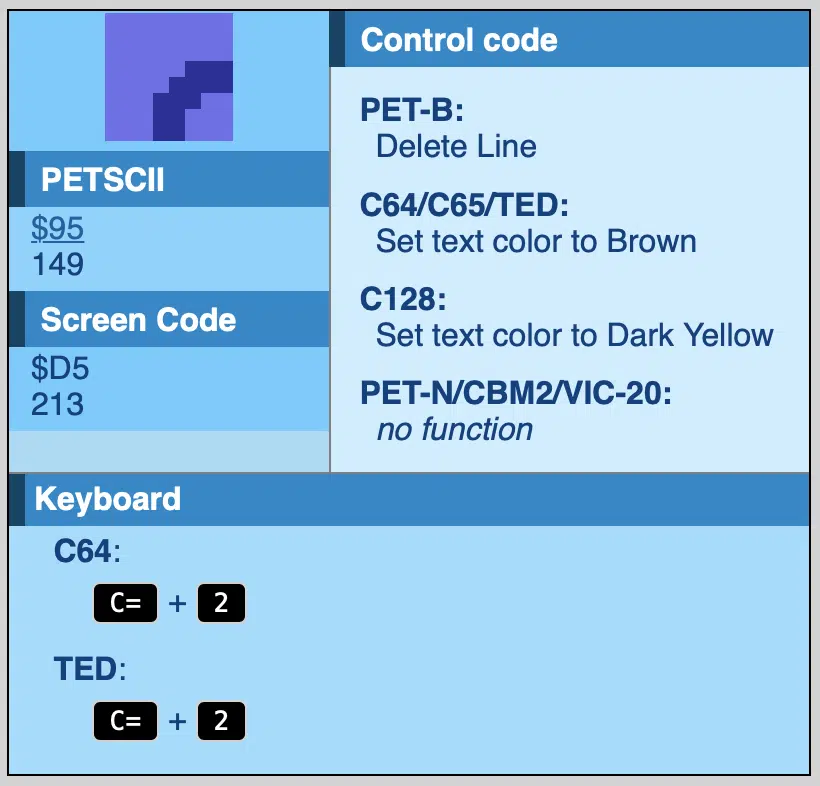 PETSCII
$95
149
Screen Code
$D5
213
Control code
PET-B:
Delete Line
C64/C65/TED:
Set text color to Brown
C128:
Set text color to Dark Yellow
PET-N/CBM2/VIC-20:
no function
Keyboard
C64:
C= + 2
TED:
C= + 2